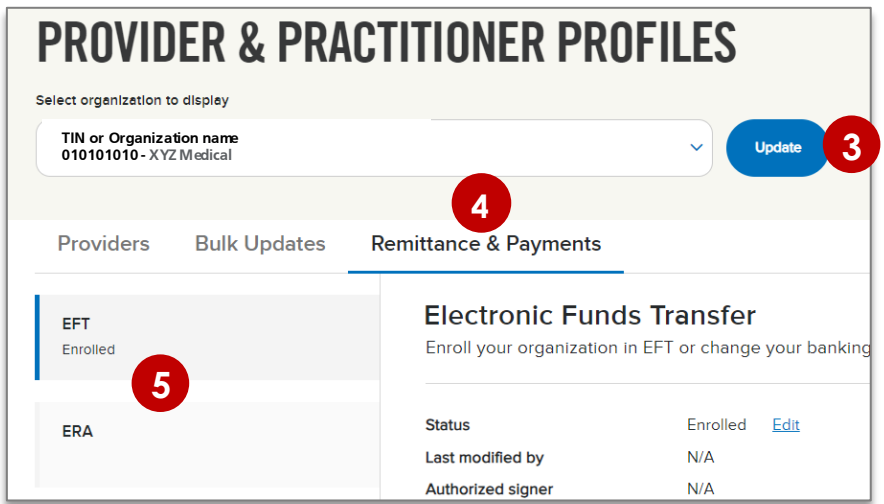 PROVIDER & PRACTITIONER PROFILES
Select organization to display
TIN or Organization name
010101010 - XYZ Medical
Update
3
4
Providers
Bulk Updates
Remittance & Payments
EFT
Enrolled
5
ERA
Electronic Funds Transfer
Enroll your organization in EFT or change your banking
Status Enrolled Edit
Last modified by N/A
Authorized signer N/A